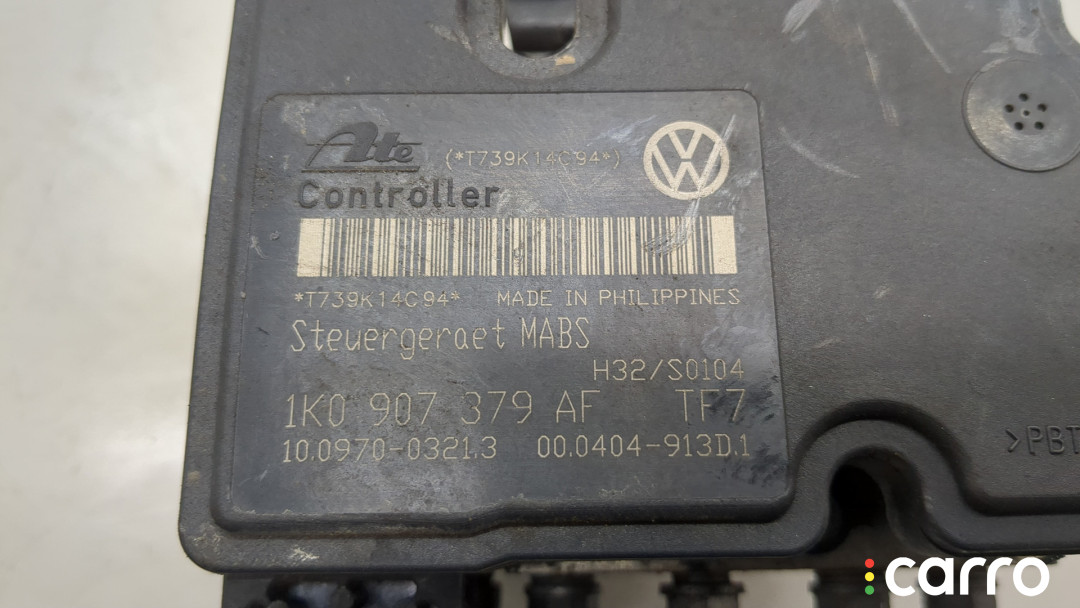 Ate (*T739K14C94*)
Controller
*T739K14C94* MADE IN PHILIPPINES
Steuergeraet MABS
H32/S0104
1K0 907 379 AF TF7
10.0970-0321.3 00.0404-913D.1
>PBT
carro